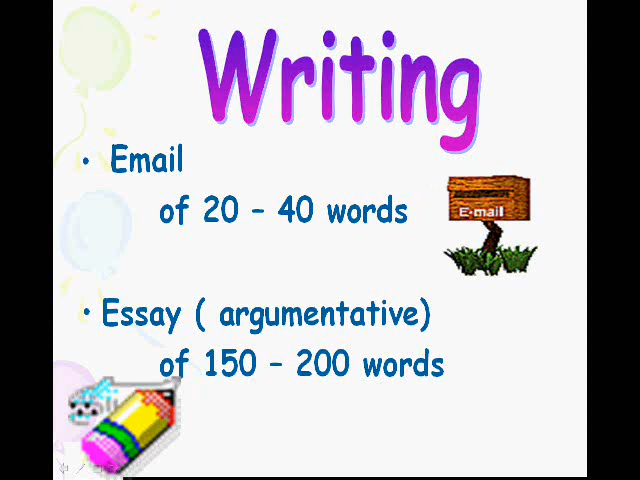 Writing
• Email
of 20 – 40 words
E-mail
• Essay ( argumentative)
of 150 – 200 words